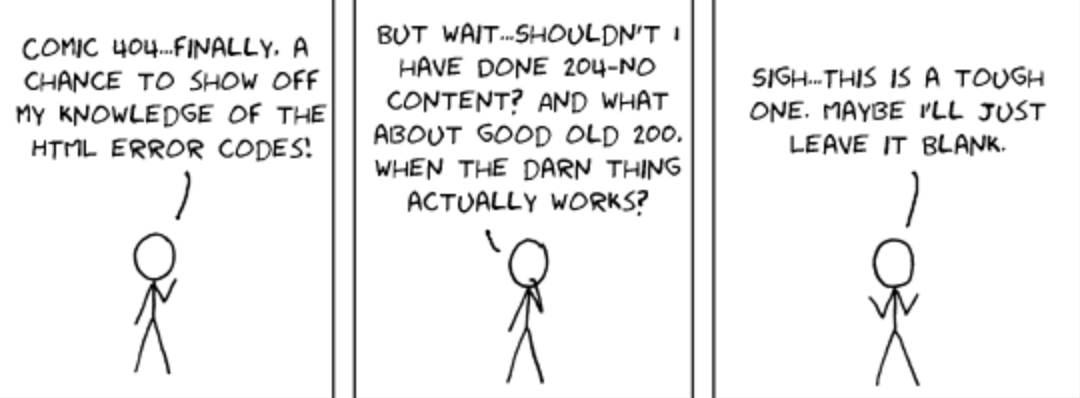 COMIC 404...FINALLY. A
CHANCE TO SHOW OFF
MY KNOWLEDGE OF THE
HTML ERROR CODES!
BUT WAIT...SHOULDN'T I
HAVE DONE 204-NO
CONTENT? AND WHAT
ABOUT GOOD OLD 200.
WHEN THE DARN THING
ACTUALLY WORKS?
SIGH...THIS IS A TOUGH
ONE. MAYBE I'LL JUST
LEAVE IT BLANK.